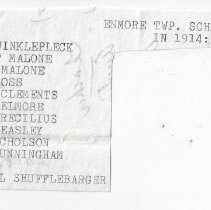 ENMORE TWP. SCH
IN 1914:
WINKLEPLECK
MALONE
MALONE
OSS
CLEMENTS
ELMORE
RECILIUS
EASLEY
CHOLSON
UNNINGHAM
L SHUFFLEBARGER